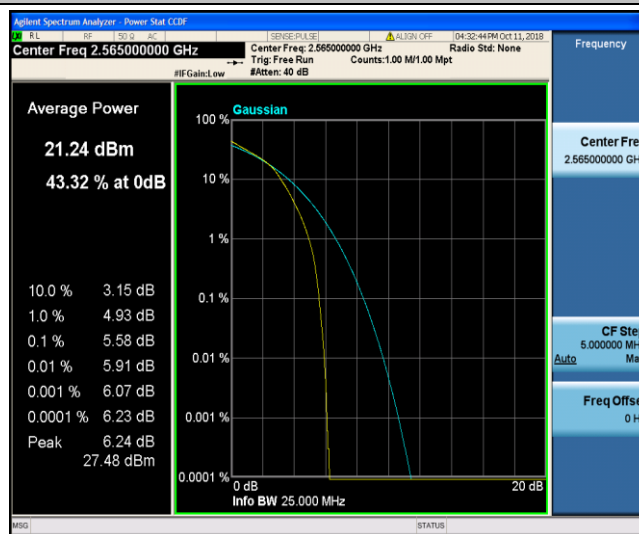 Agilent Spectrum Analyzer - Power Stat CCDF
RL RF 50 Ω AC SENSE:PULSE ALIGN OFF 04:32:44 PM Oct 11, 2018
Center Freq 2.565000000 GHz
Center Freq: 2.565000000 GHz Radio Std: None
Trig: Free Run Counts:1.00 M/1.00 Mpt
#IFGain:Low #Atten: 40 dB
Frequency
Average Power
21.24 dBm
43.32 % at 0dB
10.0 % 3.15 dB
1.0 % 4.93 dB
0.1 % 5.58 dB
0.01 % 5.91 dB
0.001 % 6.07 dB
0.0001 % 6.23 dB
Peak 6.24 dB
27.48 dBm
Gaussian
100 %
10 %
1 %
0.1 %
0.01 %
0.001 %
0.0001 %
0 dB 20 dB
Info BW 25.000 MHz
Center Fre
2.565000000 GH
CF Ste
5.000000 MH
Auto Ma
Freq Offse
0 H
MSG STATUS